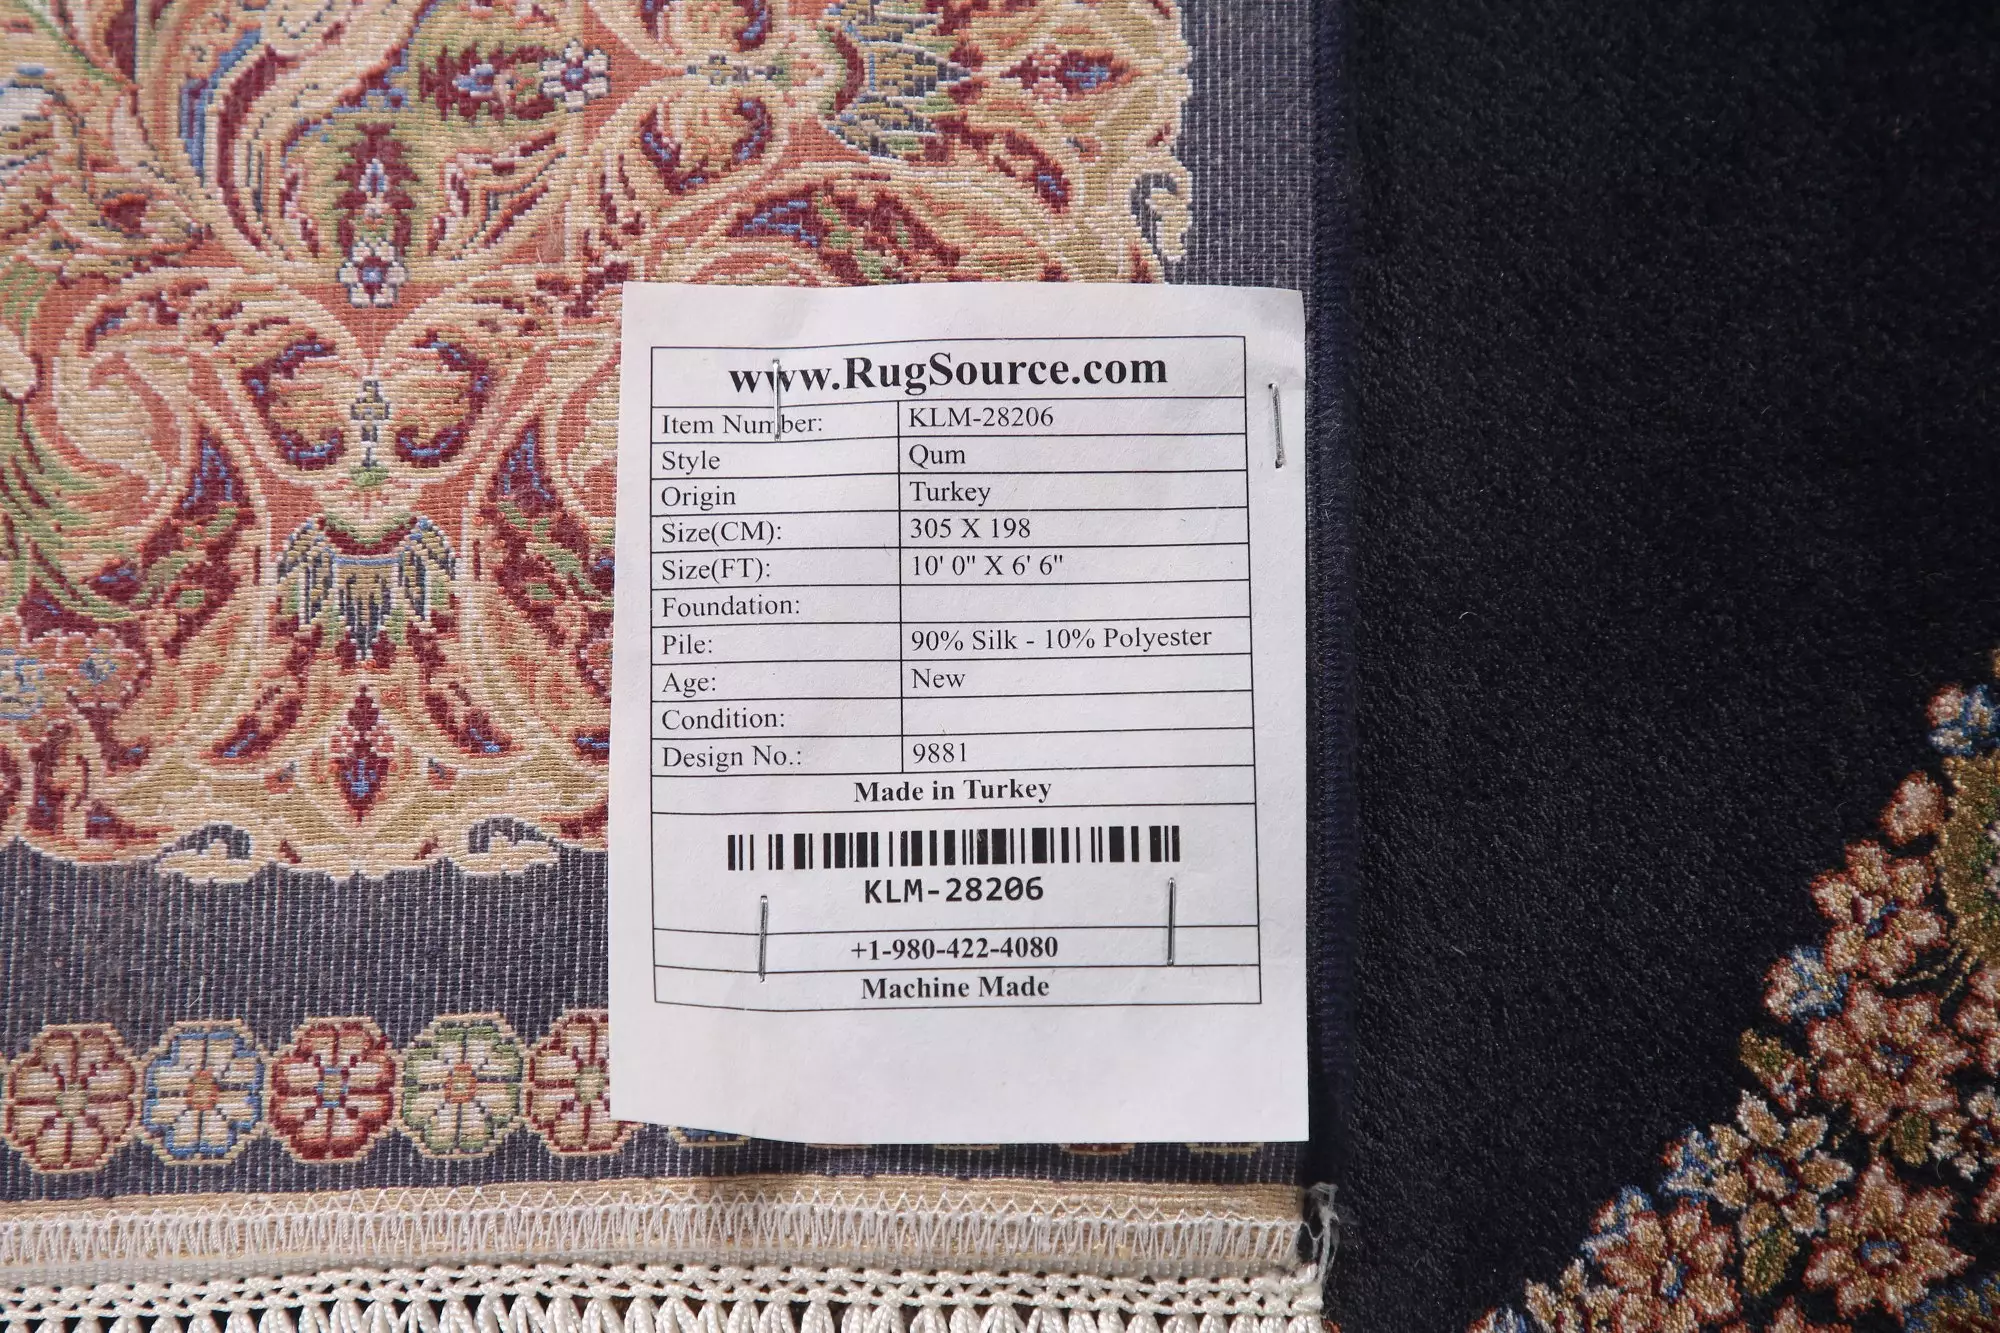 www.RugSource.com
Item Number: KLM-28206
Style Qum
Origin Turkey
Size(CM): 305 X 198
Size(FT): 10' 0" X 6' 6"
Foundation:
Pile: 90% Silk - 10% Polyester
Age: New
Condition:
Design No.: 9881
Made in Turkey
KLM-28206
+1-980-422-4080
Machine Made